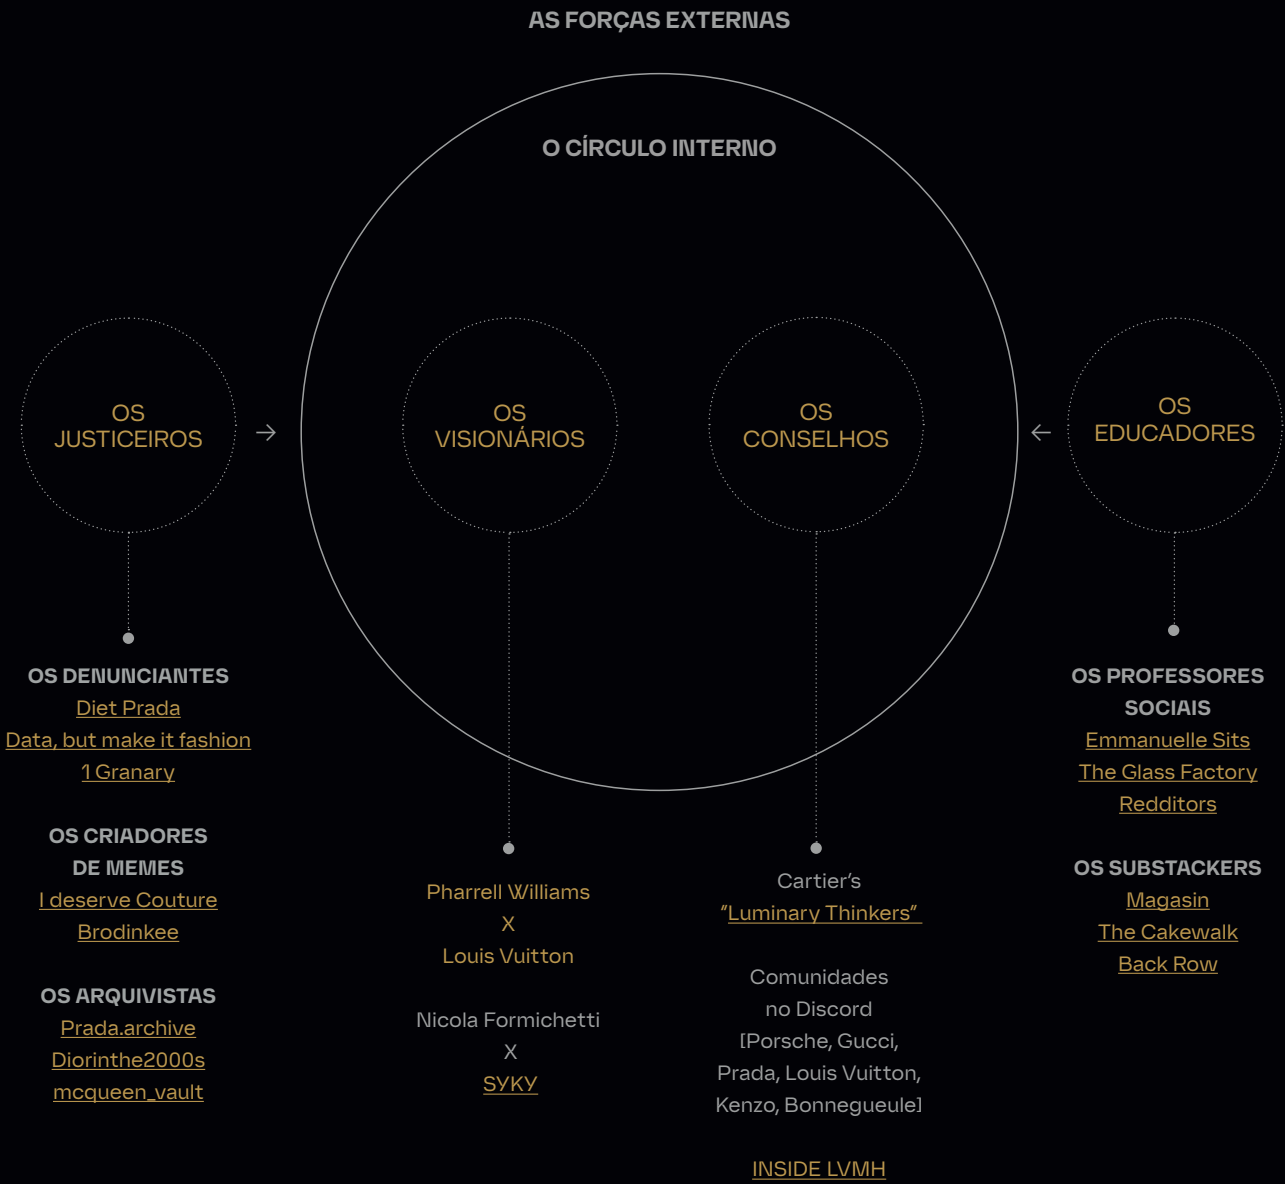 AS FORÇAS EXTERNAS
O CÍRCULO INTERNO
OS
JUSTICEIROS
→
OS
VISIONÁRIOS
OS
CONSELHOS
←
OS
EDUCADORES
OS DENUNCIANTES
Diet Prada
Data, but make it fashion
1 Granary
OS CRIADORES
DE MEMES
I deserve Couture
Brodinkee
OS ARQUIVISTAS
Prada.archive
Diorinthe2000s
mcqueen_vault
Pharrell Williams
X
Louis Vuitton
Nicola Formichetti
X
SYKY
Cartier’s
“Luminary Thinkers”
Comunidades
no Discord
[Porsche, Gucci,
Prada, Louis Vuitton,
Kenzo, Bonnegueule]
INSIDE LVMH
OS PROFESSORES
SOCIAIS
Emmanuelle Sits
The Glass Factory
Redditors
OS SUBSTACKERS
Magasin
The Cakewalk
Back Row